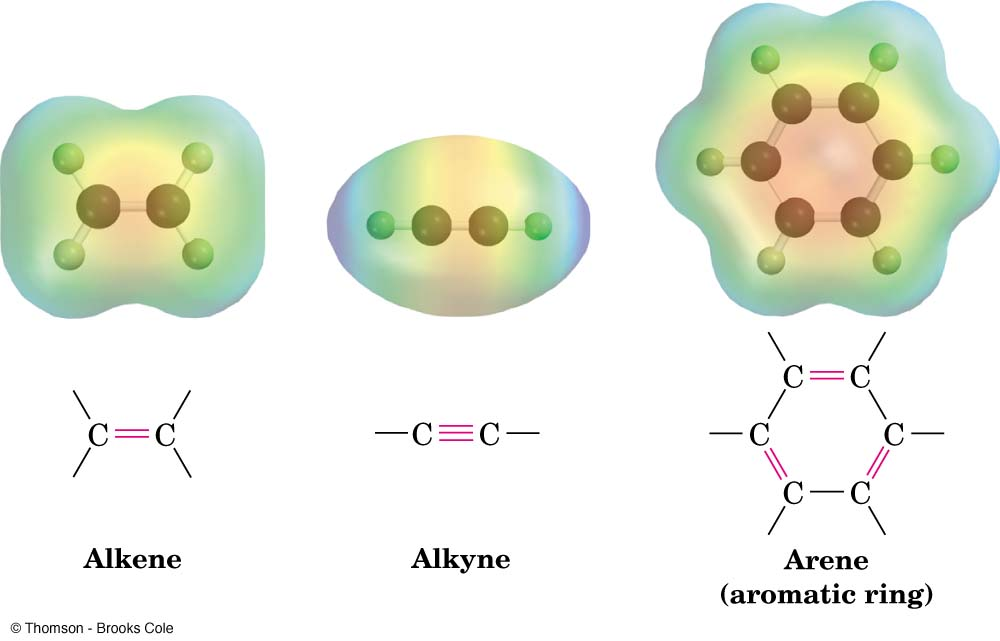 C C
C C
C C
C C
C C
Alkene
Alkyne
Arene
(aromatic ring)
© Thomson - Brooks Cole